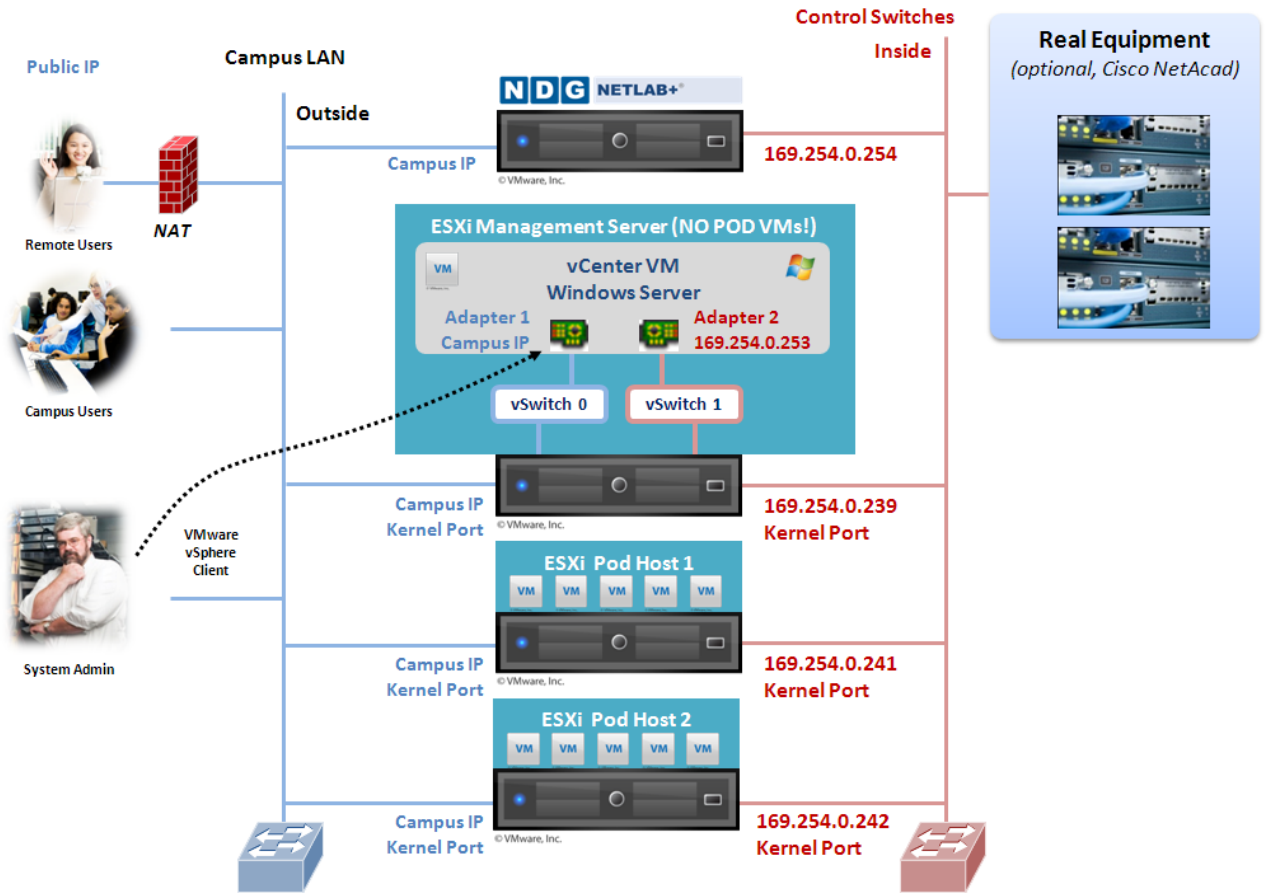 Control Switches
Public IP
Campus LAN
Inside
Real Equipment
(optional, Cisco NetAcad)
Outside
NDG NETLAB+®
Campus IP
169.254.0.254
© VMware, Inc.
Remote Users
NAT
ESXi Management Server (NO POD VMs!)
VM
vCenter VM
Windows Server
Adapter 1
Campus IP
Adapter 2
169.254.0.253
vSwitch 0
vSwitch 1
Campus Users
Campus IP
Kernel Port
169.254.0.239
Kernel Port
© VMware, Inc.
VMware
vSphere
Client
System Admin
ESXi Pod Host 1
VM VM VM VM VM
Campus IP
Kernel Port
169.254.0.241
Kernel Port
© VMware, Inc.
ESXi Pod Host 2
VM VM VM VM VM
Campus IP
Kernel Port
169.254.0.242
Kernel Port
© VMware, Inc.